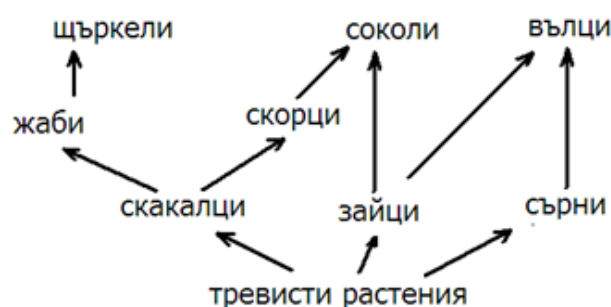 щъркели соколи вълци
жаби скорци
скакалци зайци сърни
тревисти растения